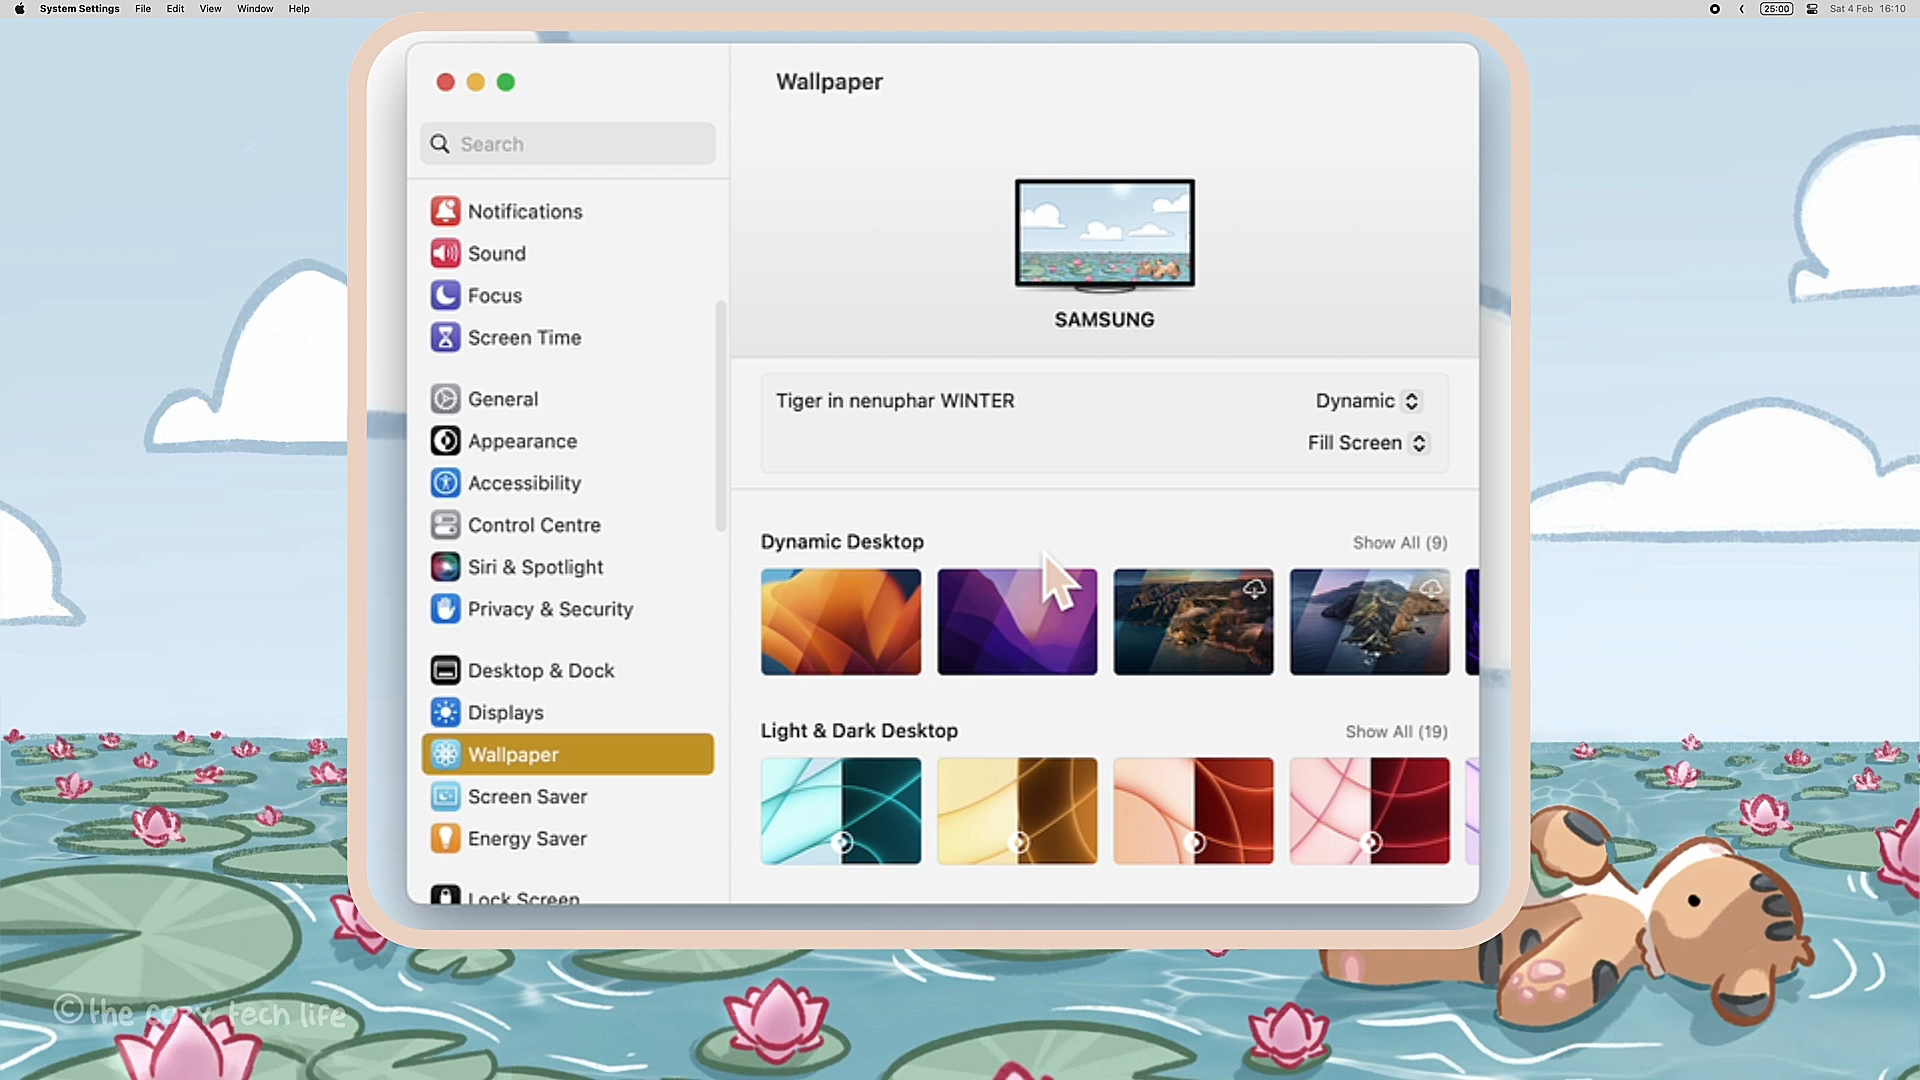 System Settings File Edit View Window Help
25:00 Sat 4 Feb 16:10
Wallpaper
Search
Notifications
Sound
Focus
Screen Time
General
Appearance
Accessibility
Control Centre
Siri & Spotlight
Privacy & Security
Desktop & Dock
Displays
Wallpaper
Screen Saver
Energy Saver
Lock Screen
SAMSUNG
Tiger in nenuphar WINTER
Dynamic
Fill Screen
Dynamic Desktop
Show All (9)
Light & Dark Desktop
Show All (19)
©the cozy tech life